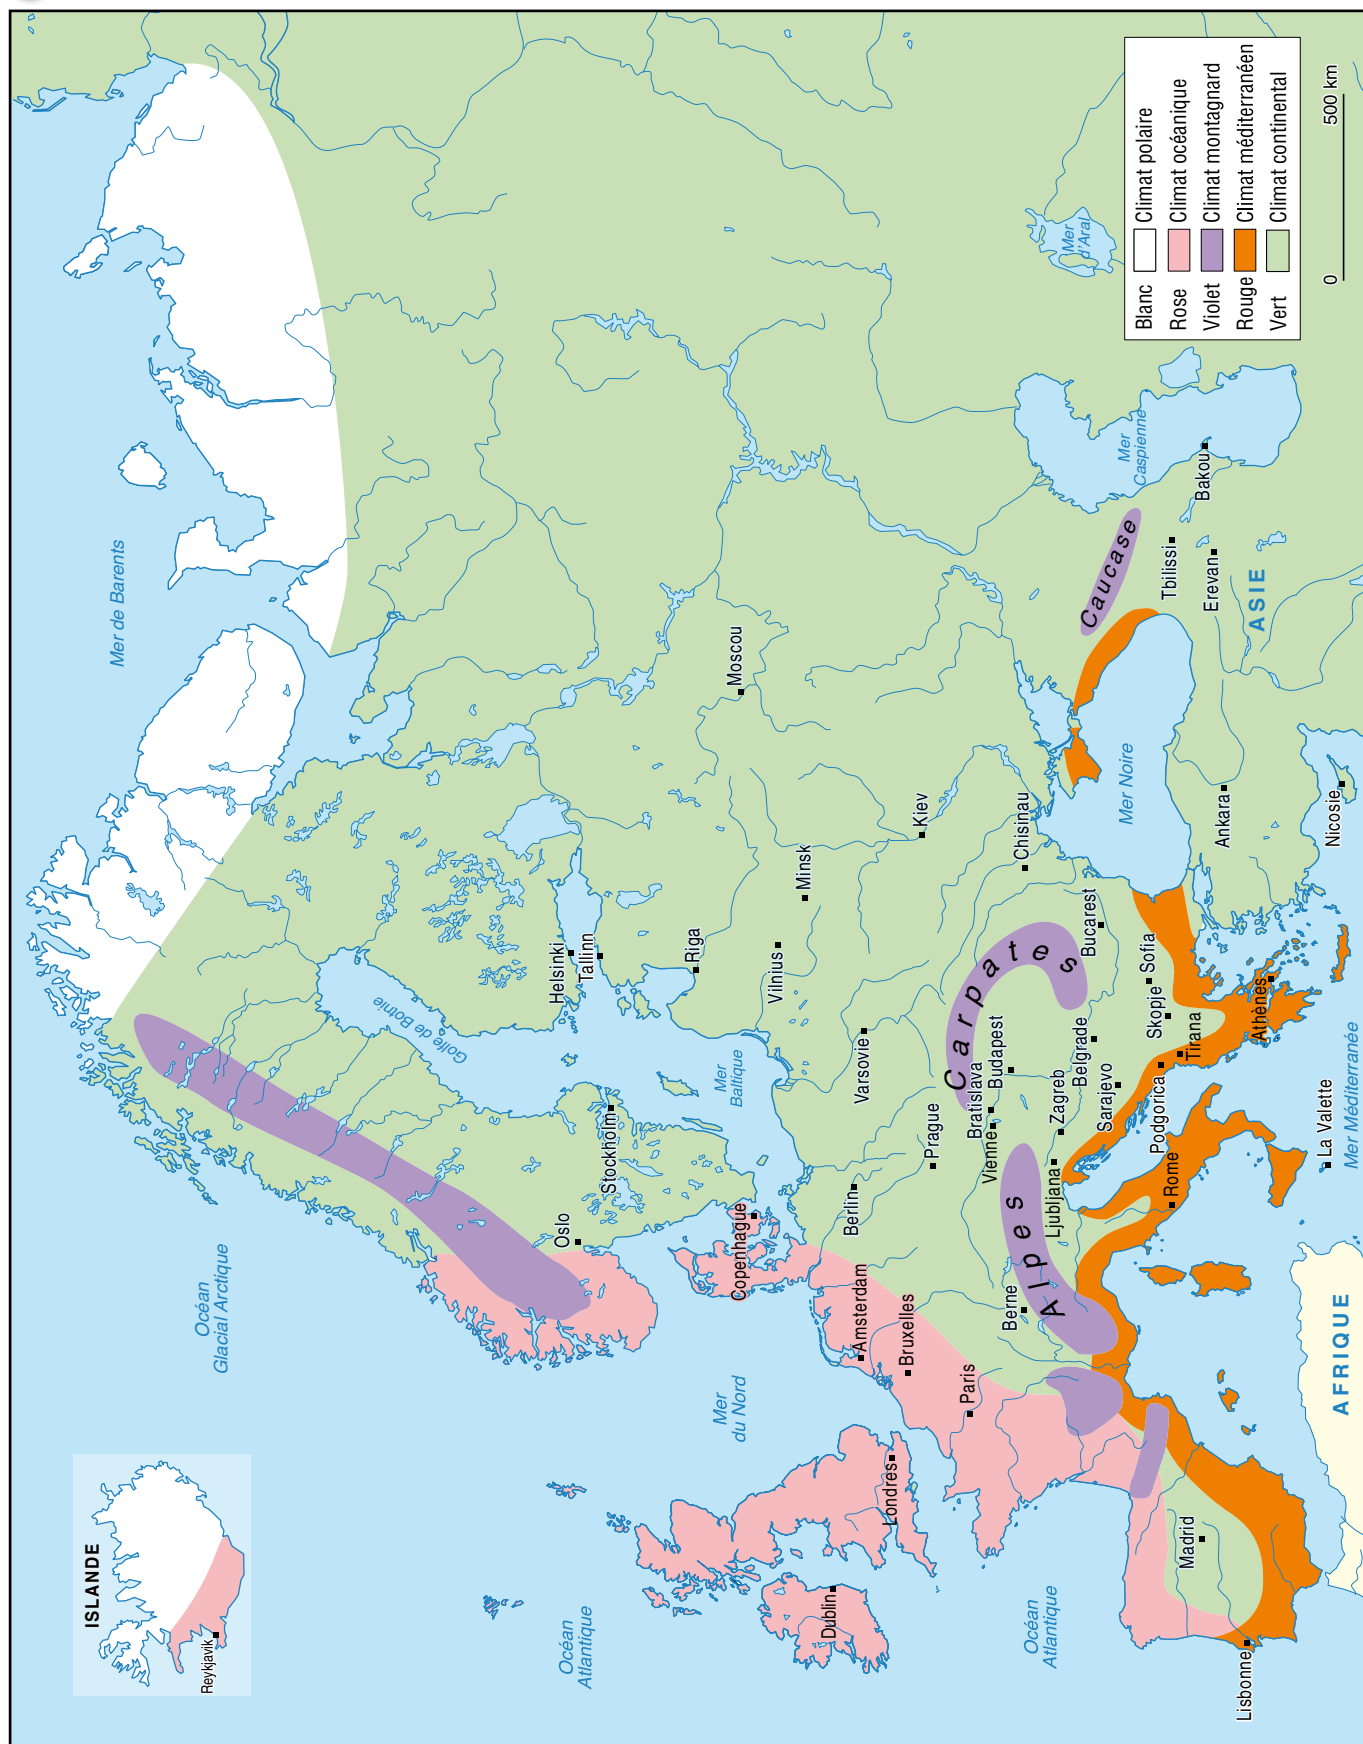 ISLANDE
Reykjavik
Océan
Glacial Arctique
Mer de Barents
Océan
Atlantique
Mer
du Nord
Golfe de Botnie
Mer
Baltique
Oslo
Stockholm
Helsinki
Tallinn
Riga
Vilnius
Minsk
Moscou
Copenhague
Dublin
Londres
Amsterdam
Bruxelles
Paris
Berlin
Varsovie
Prague
Kiev
Chisinau
Océan
Atlantique
Berne
Alpes
Vienne
Bratislava
Budapest
Carpates
Ljubljana
Zagreb
Belgrade
Bucarest
Sarajevo
Podgorica
Skopje
Sofia
Tirana
Rome
Athènes
Madrid
Lisbonne
La Valette
Mer Méditerranée
AFRIQUE
Mer Noire
Ankara
Nicosie
Caucase
Tbilissi
Erevan
Bakou
ASIE
Mer
Caspienne
Mer
d'Aral
Blanc Climat polaire
Rose Climat océanique
Violet Climat montagnard
Rouge Climat méditerranéen
Vert Climat continental
0 500 km